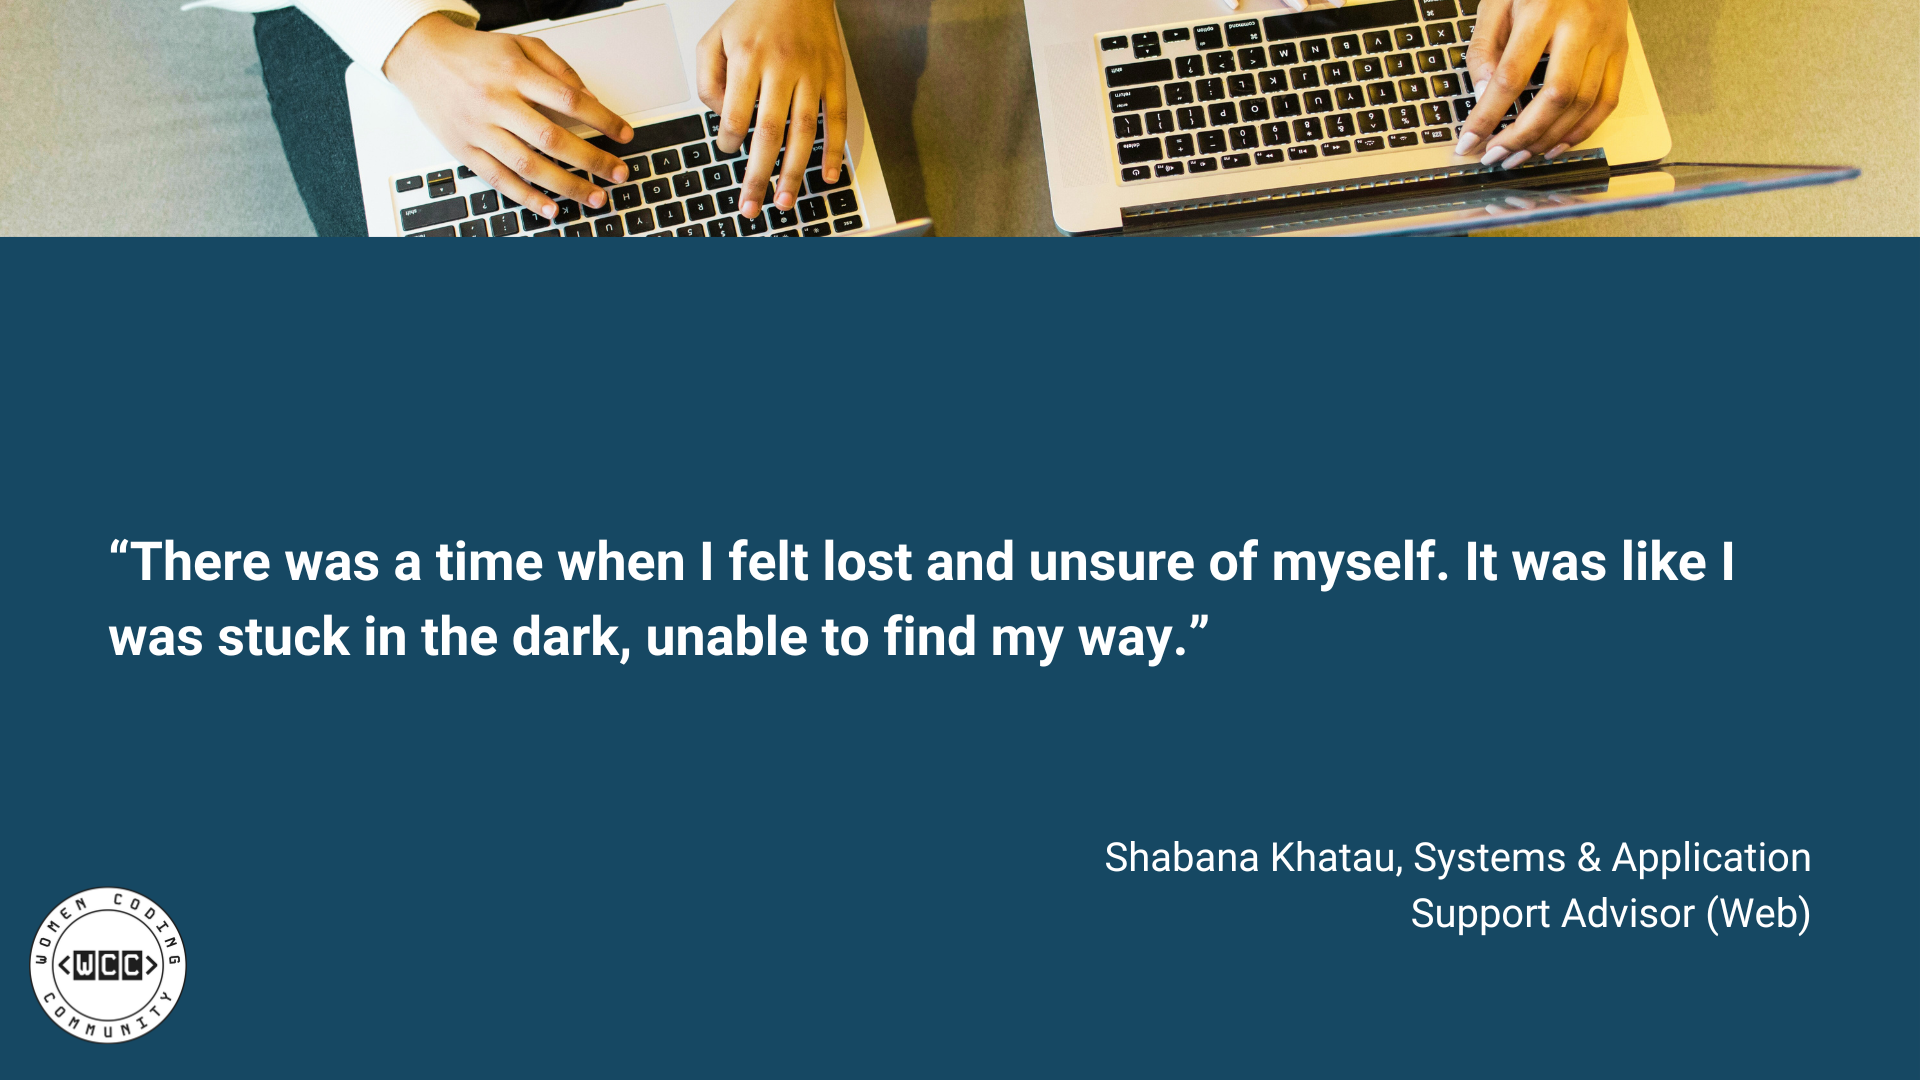 “There was a time when I felt lost and unsure of myself. It was like I
was stuck in the dark, unable to find my way.”
Shabana Khatau, Systems & Application
Support Advisor (Web)
WOMEN CODING
<WCC>
COMMUNITY